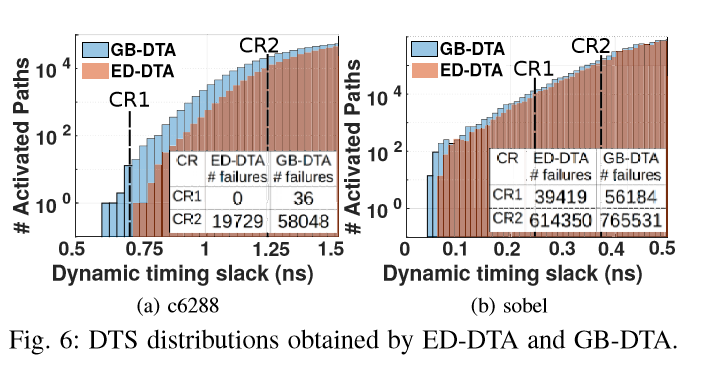 # Activated Paths
10^4
10^2
10^0
GB-DTA
ED-DTA
CR1
CR2
CR ED-DTA # failures GB-DTA # failures
CR1 0 36
CR2 19729 58048
0.5 0.75 1 1.25 1.5
Dynamic timing slack (ns)
(a) c6288
# Activated Paths
10^4
10^2
10^0
GB-DTA
ED-DTA
CR1
CR2
CR ED-DTA # failures GB-DTA # failures
CR1 39419 56184
CR2 614350 765531
0 0.1 0.2 0.3 0.4 0.5
Dynamic timing slack (ns)
(b) sobel
Fig. 6: DTS distributions obtained by ED-DTA and GB-DTA.